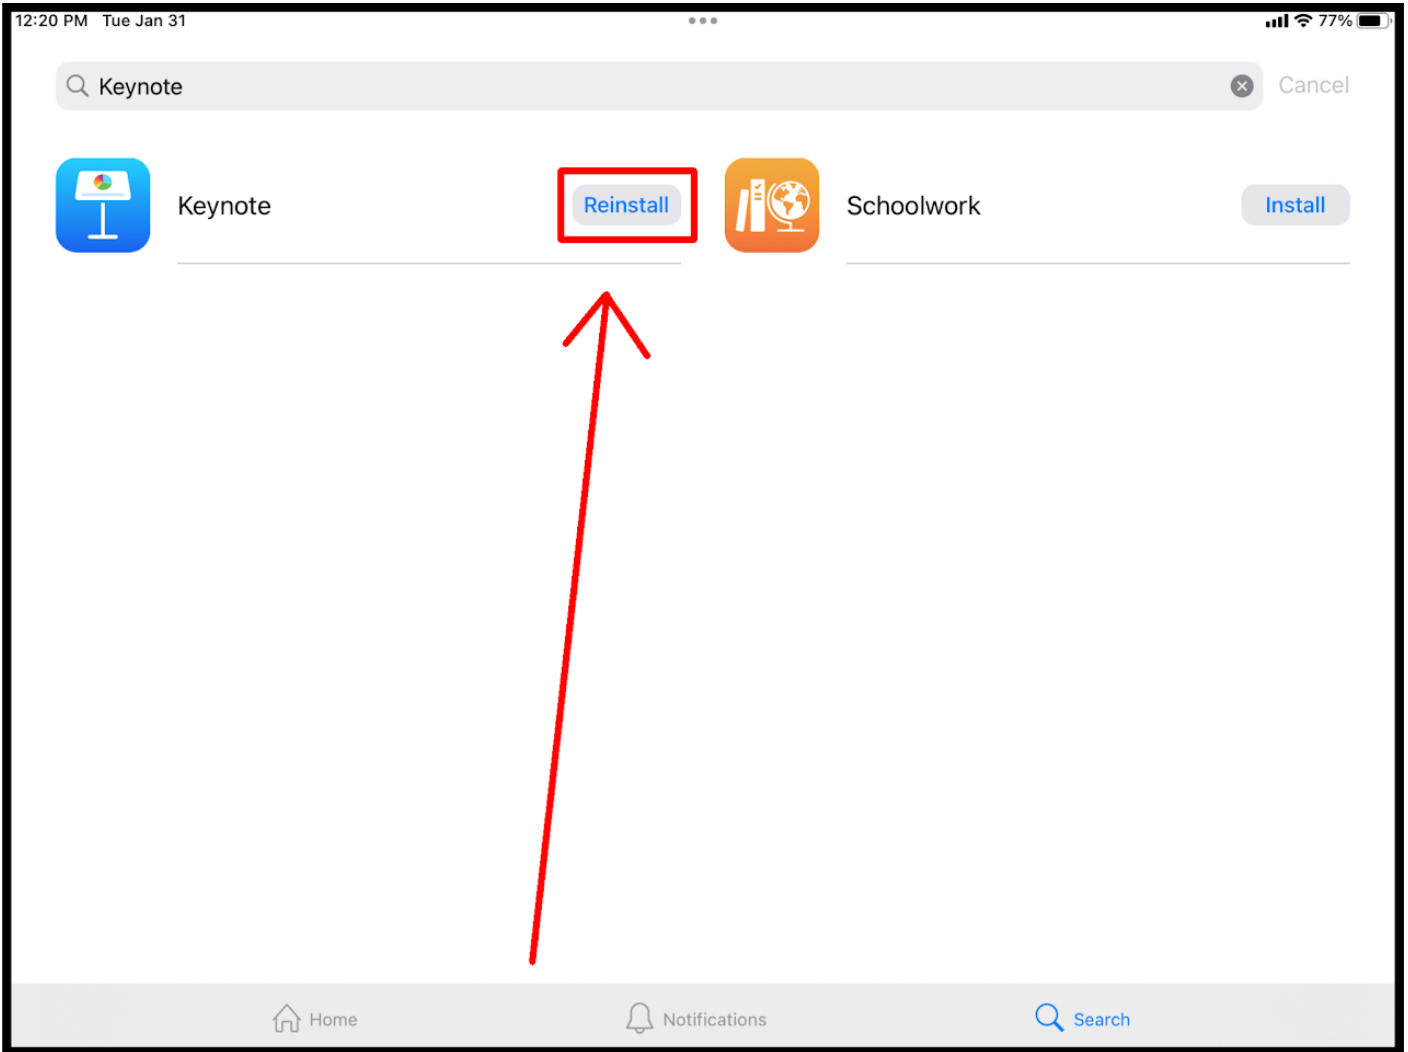 12:20 PM Tue Jan 31 77%
Keynote Cancel
Keynote Reinstall Schoolwork Install
Home Notifications Search